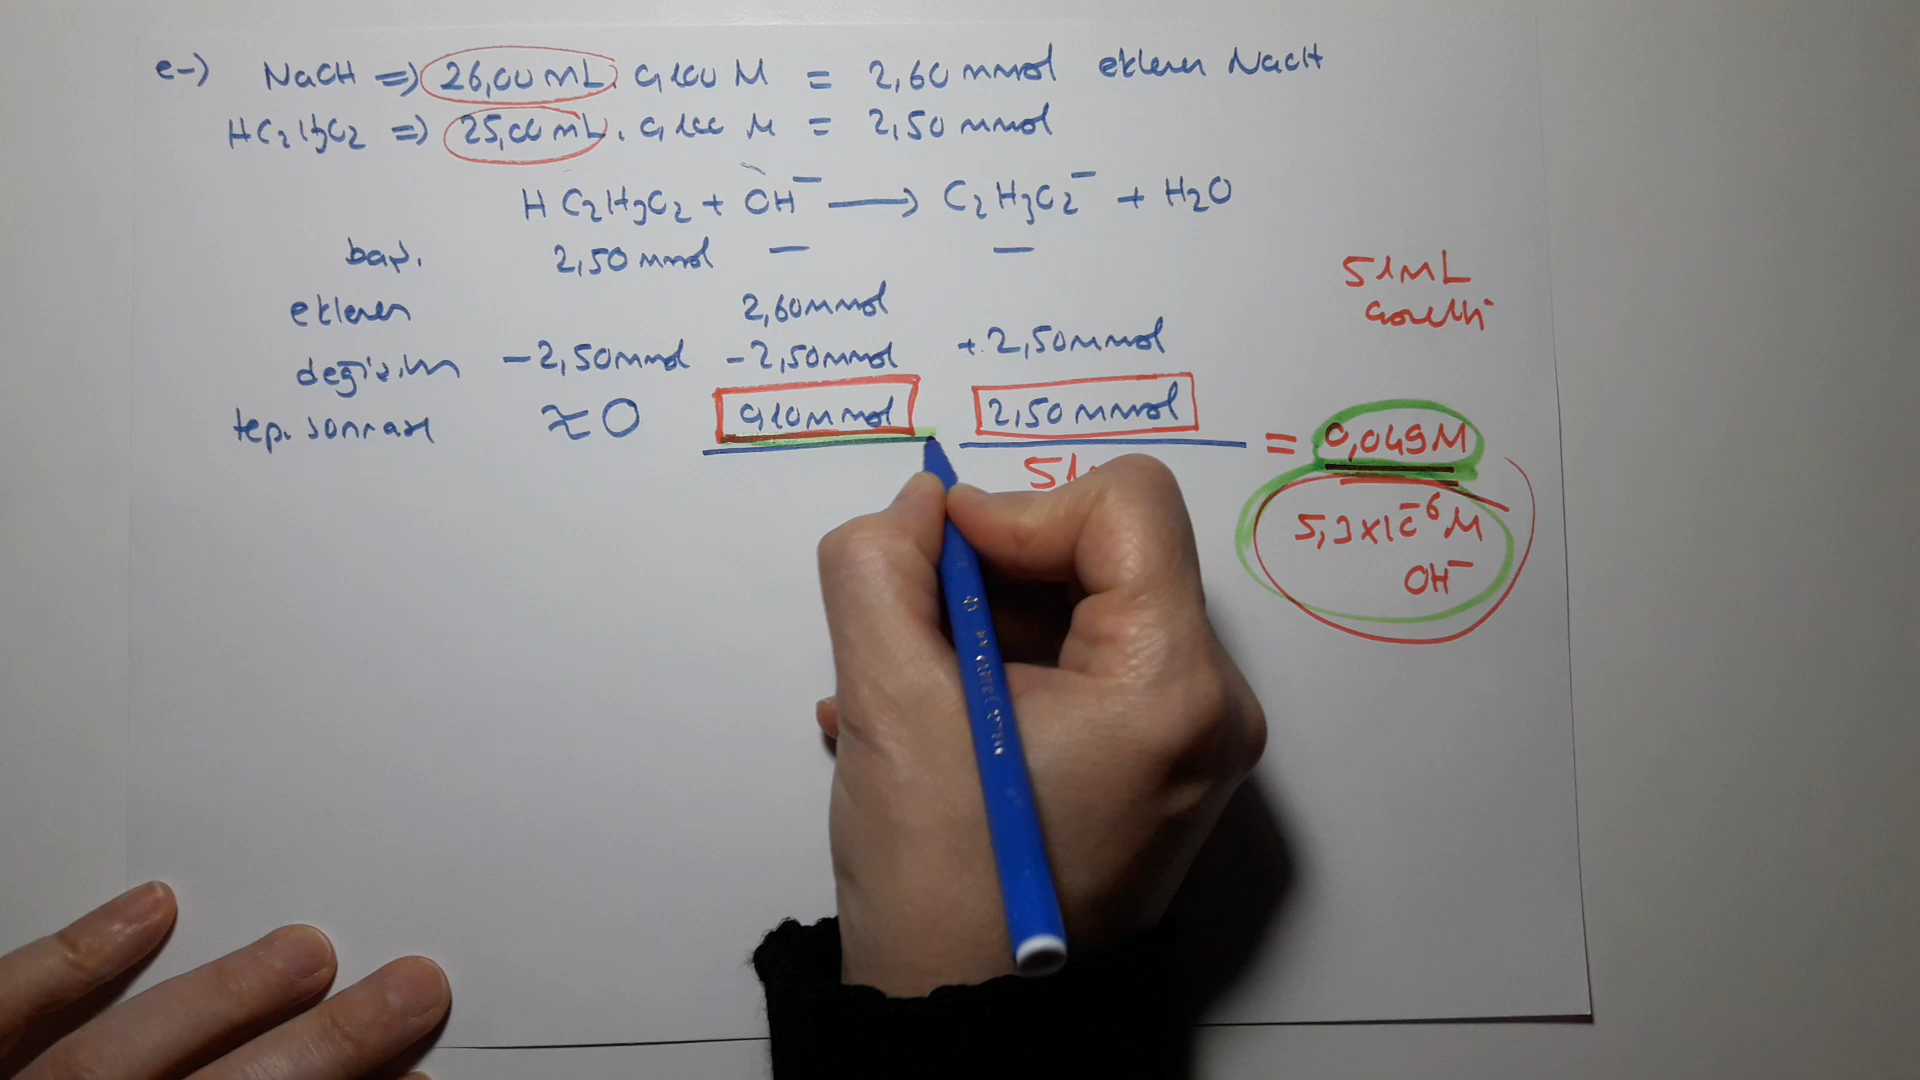 e-) NaOH => 26,00 mL . 0,100 M = 2,60 mmol eklenen NaOH
HC2H3O2 => 25,00 mL . 0,100 M = 2,50 mmol
HC2H3O2 + OH⁻ → C2H3O2⁻ + H2O
baş. 2,50 mmol — —
eklenen 2,60 mmol
değişim -2,50 mmol -2,50 mmol + 2,50 mmol
tep. sonrası ≈0 0,10 mmol 2,50 mmol = 0,049 M
51
51 mL
çözelti
5,3x10⁻⁶ M
OH⁻